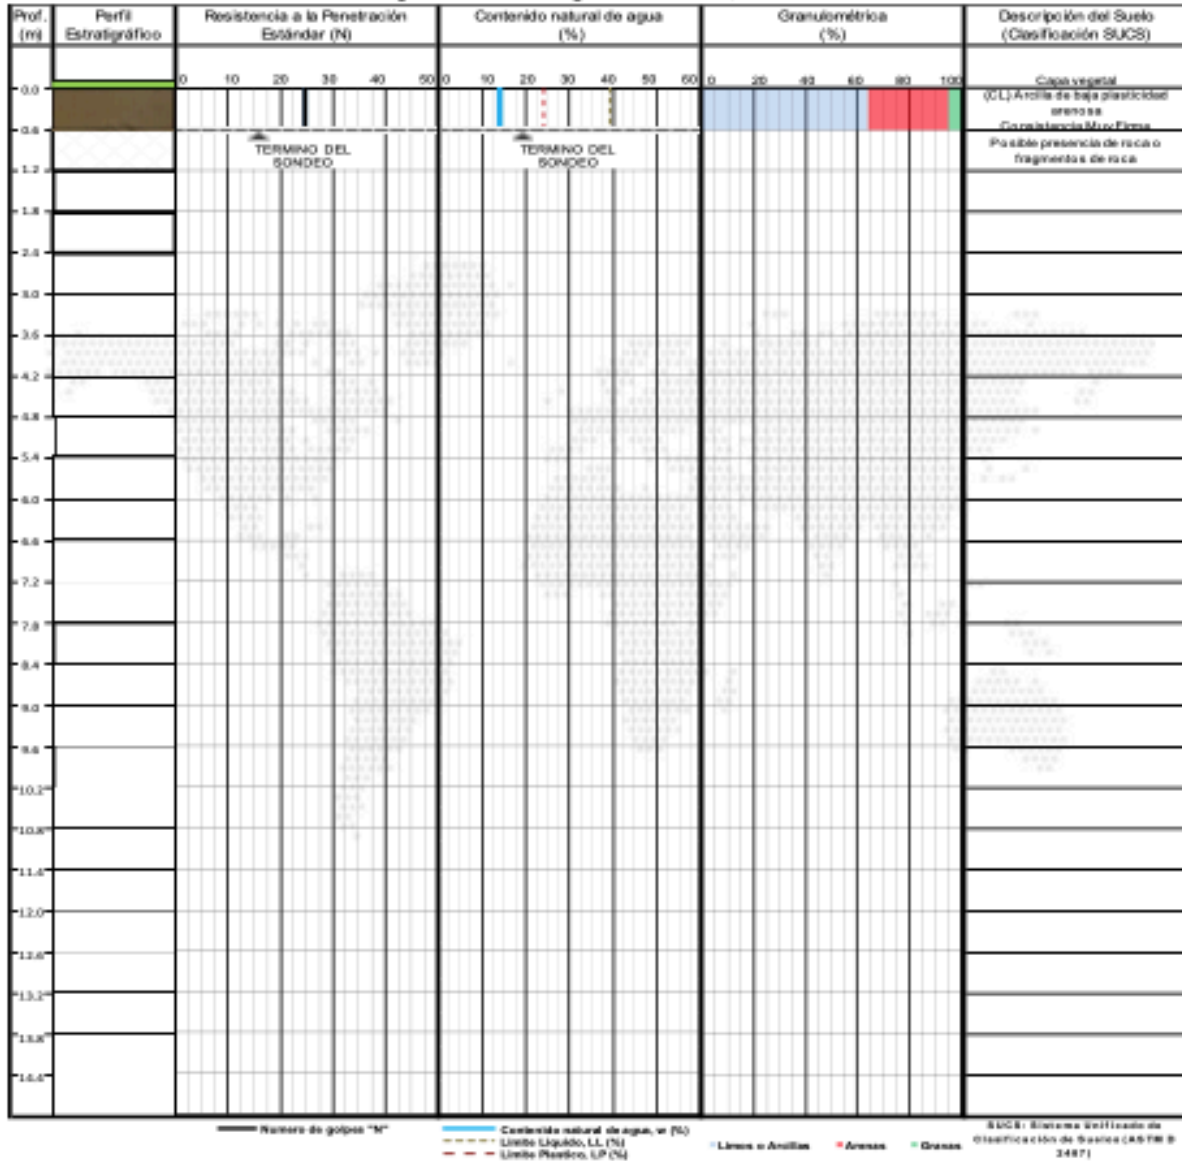 Prof.
(m)
Perfil
Estratigráfico
Resistencia a la Penetración
Estándar (N)
Contenido natural de agua
(%)
Granulométrica
(%)
Descripción del Suelo
(Clasificación SUCS)
0 10 20 30 40 50
0 10 20 30 40 50 60
0 20 40 60 80 100
Capa vegetal
0.0
(CL) Arcilla de baja plasticidad
arenosa
Consistencia Muy Firme
0.6
TERMINO DEL
SONDEO
TERMINO DEL
SONDEO
Posible presencia de roca o
fragmentos de roca
1.2
1.8
2.4
3.0
3.6
4.2
4.8
5.4
6.0
6.6
7.2
7.8
8.4
9.0
9.6
10.2
10.8
11.4
12.0
12.6
13.2
13.8
14.4
Numero de golpes "N"
Contenido natural de agua, w (%)
Limite Liquido, LL (%)
Limite Plastico, LP (%)
Limos o Arcillas
Arenas
Gravas
SUCS: Sistema Unificado de
Clasificación de Suelos (ASTM D
2487)